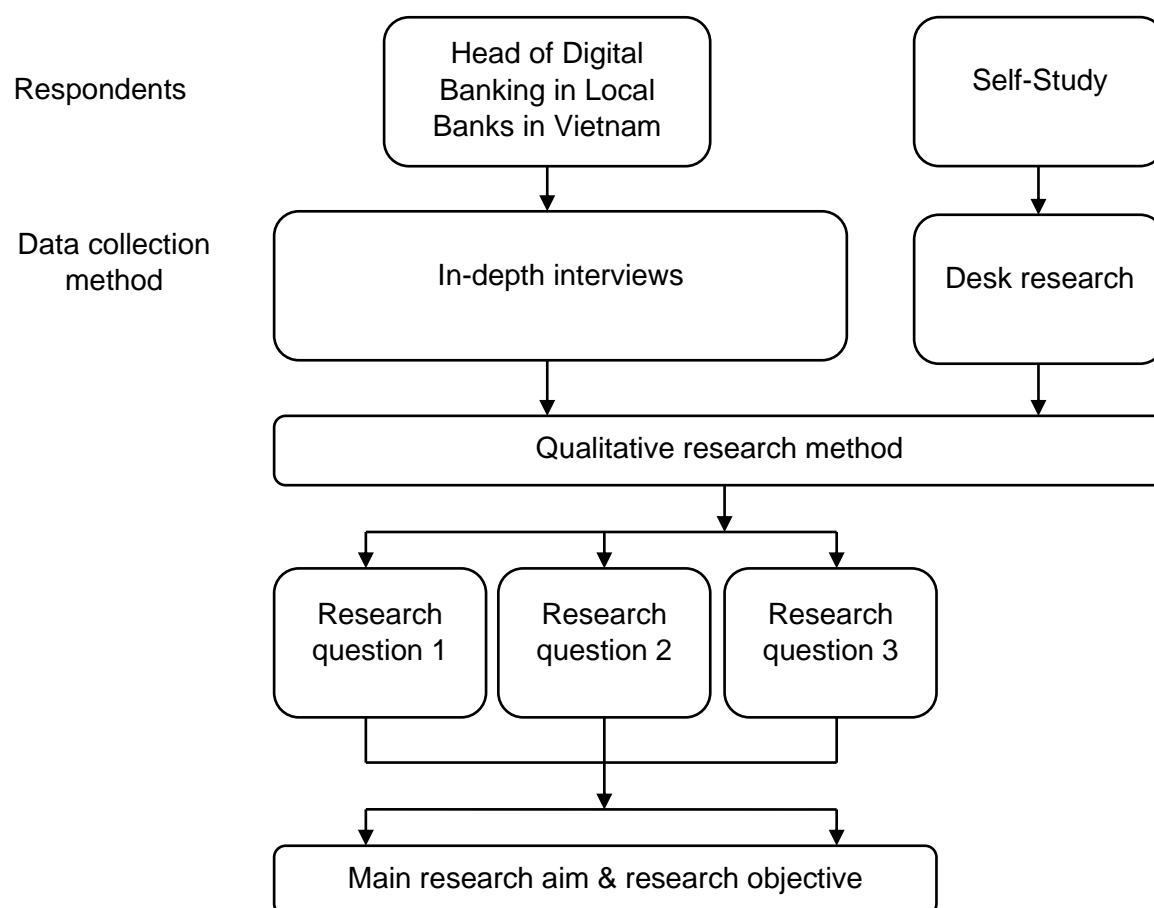 Respondents
Head of Digital
Banking in Local
Banks in Vietnam
Self-Study
Data collection
method
In-depth interviews
Desk research
Qualitative research method
Research
question 1
Research
question 2
Research
question 3
Main research aim & research objective